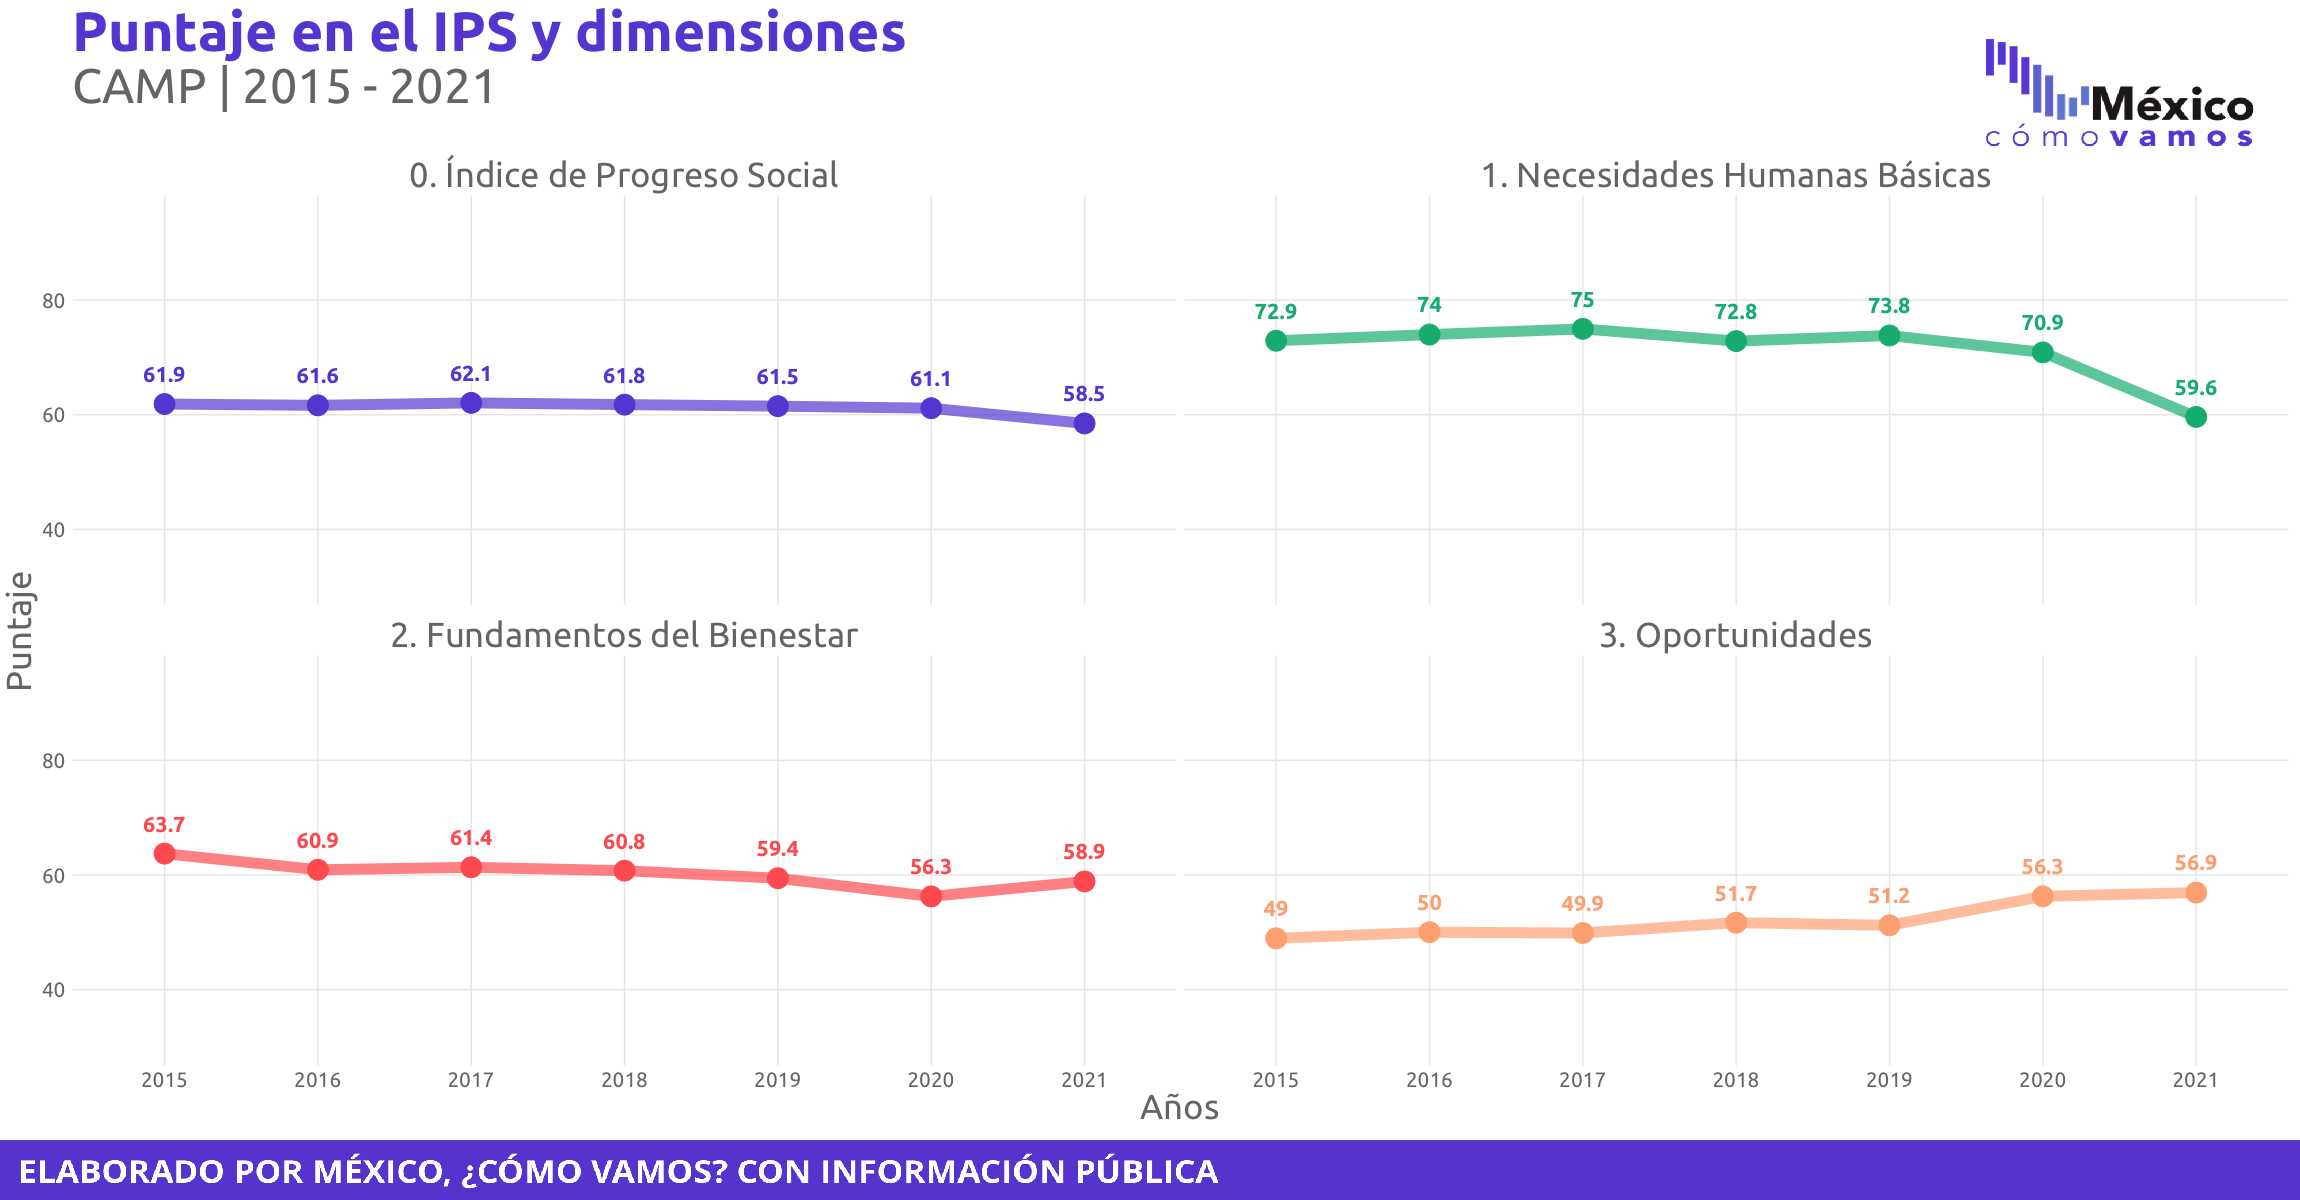 Puntaje en el IPS y dimensiones
CAMP | 2015 - 2021
México
cómo vamos
0. Índice de Progreso Social
80
60
40
61.9 61.6 62.1 61.8 61.5 61.1 58.5
1. Necesidades Humanas Básicas
72.9 74 75 72.8 73.8 70.9 59.6
Puntaje
2. Fundamentos del Bienestar
80
60
40
63.7 60.9 61.4 60.8 59.4 56.3 58.9
2015 2016 2017 2018 2019 2020 2021
3. Oportunidades
49 50 49.9 51.7 51.2 56.3 56.9
2015 2016 2017 2018 2019 2020 2021
Años
ELABORADO POR MÉXICO, ¿CÓMO VAMOS? CON INFORMACIÓN PÚBLICA